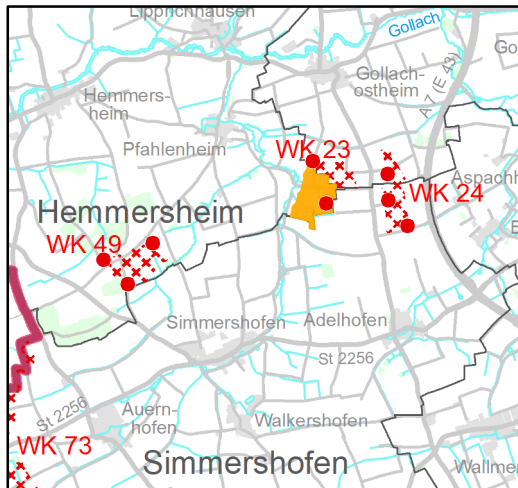 Lipprichhausen
Gollach
Go
Gollach-
ostheim
A 7 (E 43)
Hemmers-
heim
Pfahlenheim
WK 23
Aspach
WK 24
Hemmersheim
E
WK 49
Simmershofen
Adelhofen
St 2256
St 2256
Auern-
hofen
Walkershofen
WK 73
Simmershofen
Wallme